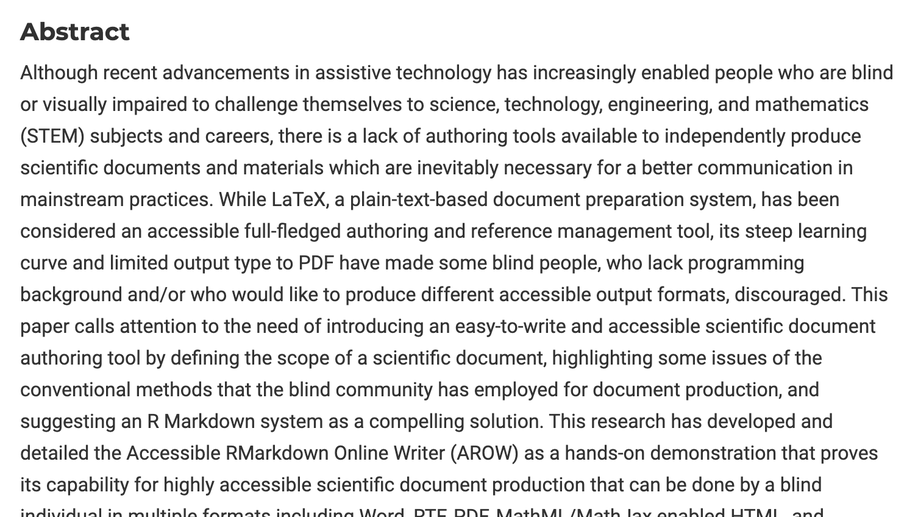 Abstract
Although recent advancements in assistive technology has increasingly enabled people who are blind
or visually impaired to challenge themselves to science, technology, engineering, and mathematics
(STEM) subjects and careers, there is a lack of authoring tools available to independently produce
scientific documents and materials which are inevitably necessary for a better communication in
mainstream practices. While LaTeX, a plain-text-based document preparation system, has been
considered an accessible full-fledged authoring and reference management tool, its steep learning
curve and limited output type to PDF have made some blind people, who lack programming
background and/or who would like to produce different accessible output formats, discouraged. This
paper calls attention to the need of introducing an easy-to-write and accessible scientific document
authoring tool by defining the scope of a scientific document, highlighting some issues of the
conventional methods that the blind community has employed for document production, and
suggesting an R Markdown system as a compelling solution. This research has developed and
detailed the Accessible RMarkdown Online Writer (AROW) as a hands-on demonstration that proves
its capability for highly accessible scientific document production that can be done by a blind
individual in multiple formats including Word, RTF, PDF, MathML/MathJax enabled HTML, and